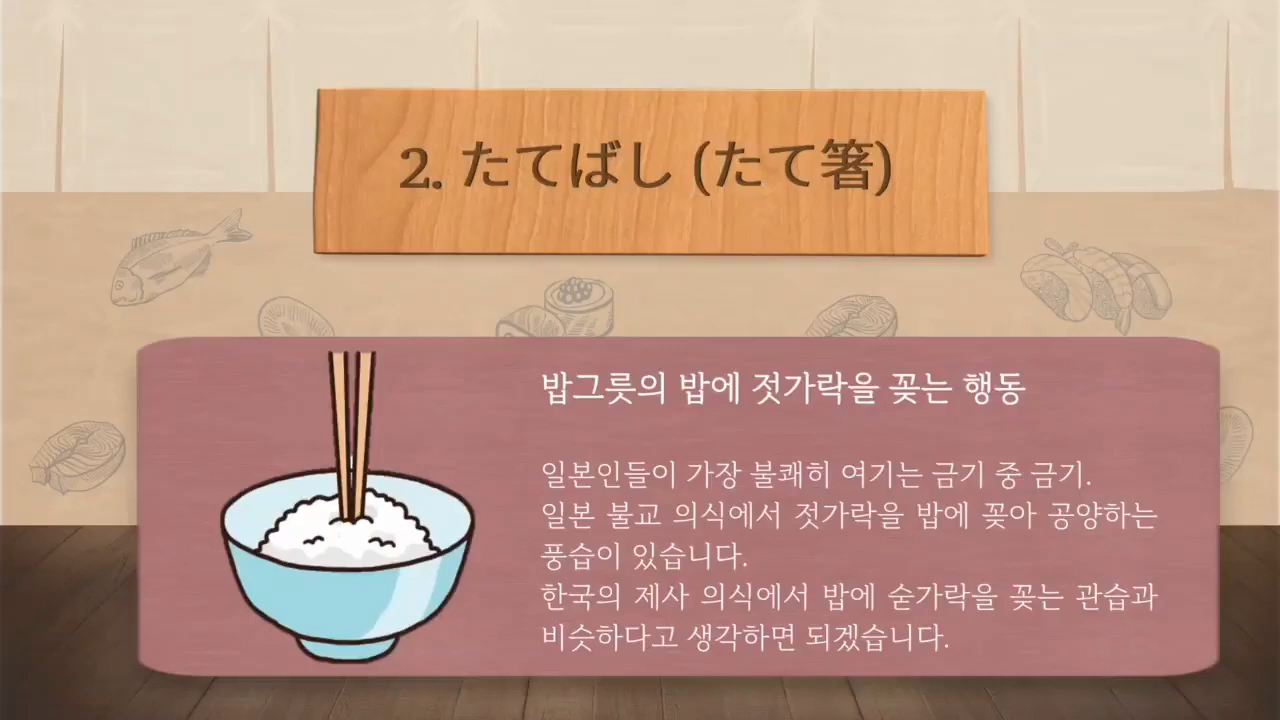 2. たてばし (たて箸)
밥그릇의 밥에 젓가락을 꽂는 행동
일본인들이 가장 불쾌히 여기는 금기 중 금기.
일본 불교 의식에서 젓가락을 밥에 꽂아 공양하는
풍습이 있습니다.
한국의 제사 의식에서 밥에 숟가락을 꽂는 관습과
비슷하다고 생각하면 되겠습니다.